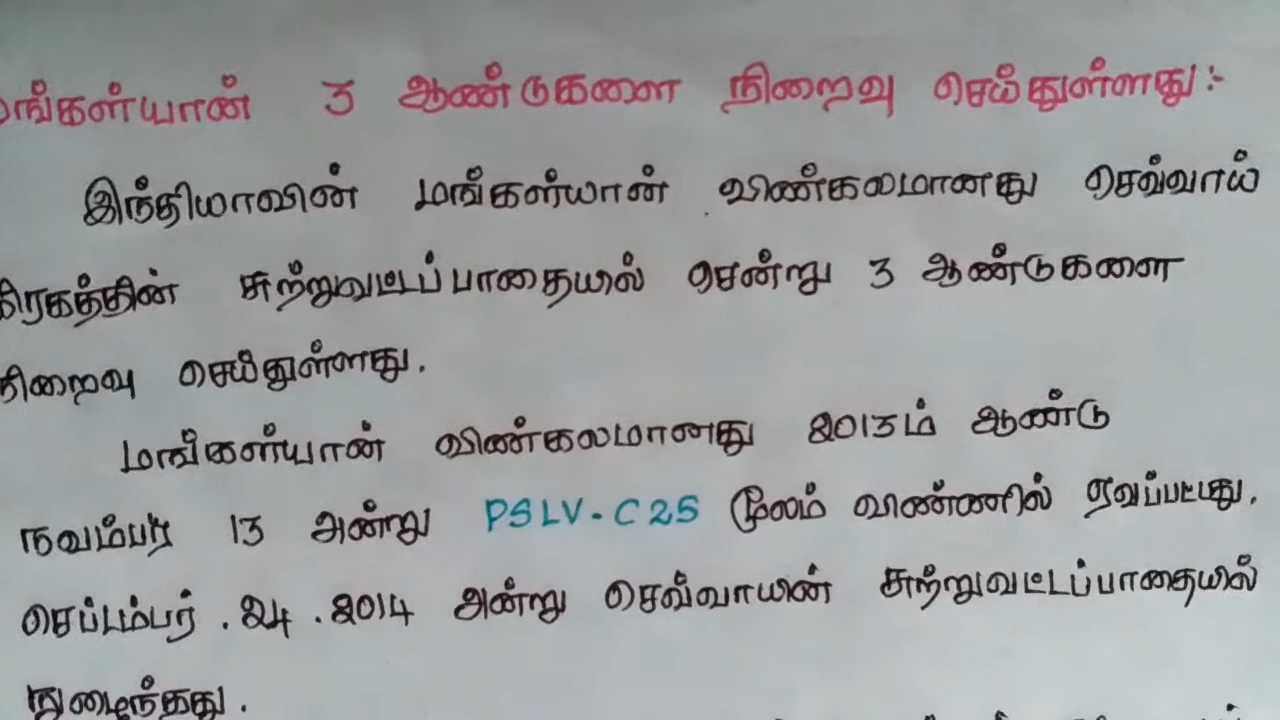 மங்கள்யான் 3 ஆண்டுகளை நிறைவு செய்துள்ளது:-
இந்தியாவின் மங்கள்யான் விண்கலமானது செவ்வாய்
கிரகத்தின் சுற்றுவட்டப்பாதையில் சென்று 3 ஆண்டுகளை
நிறைவு செய்துள்ளது.
மங்கள்யான் விண்கலமானது 2013ம் ஆண்டு
நவம்பர் 13 அன்று PSLV-C25 மூலம் விண்ணில் ஏவப்பட்டது.
செப்டம்பர் .24 .2014 அன்று செவ்வாயின் சுற்றுவட்டப்பாதையில்
நுழைந்தது.